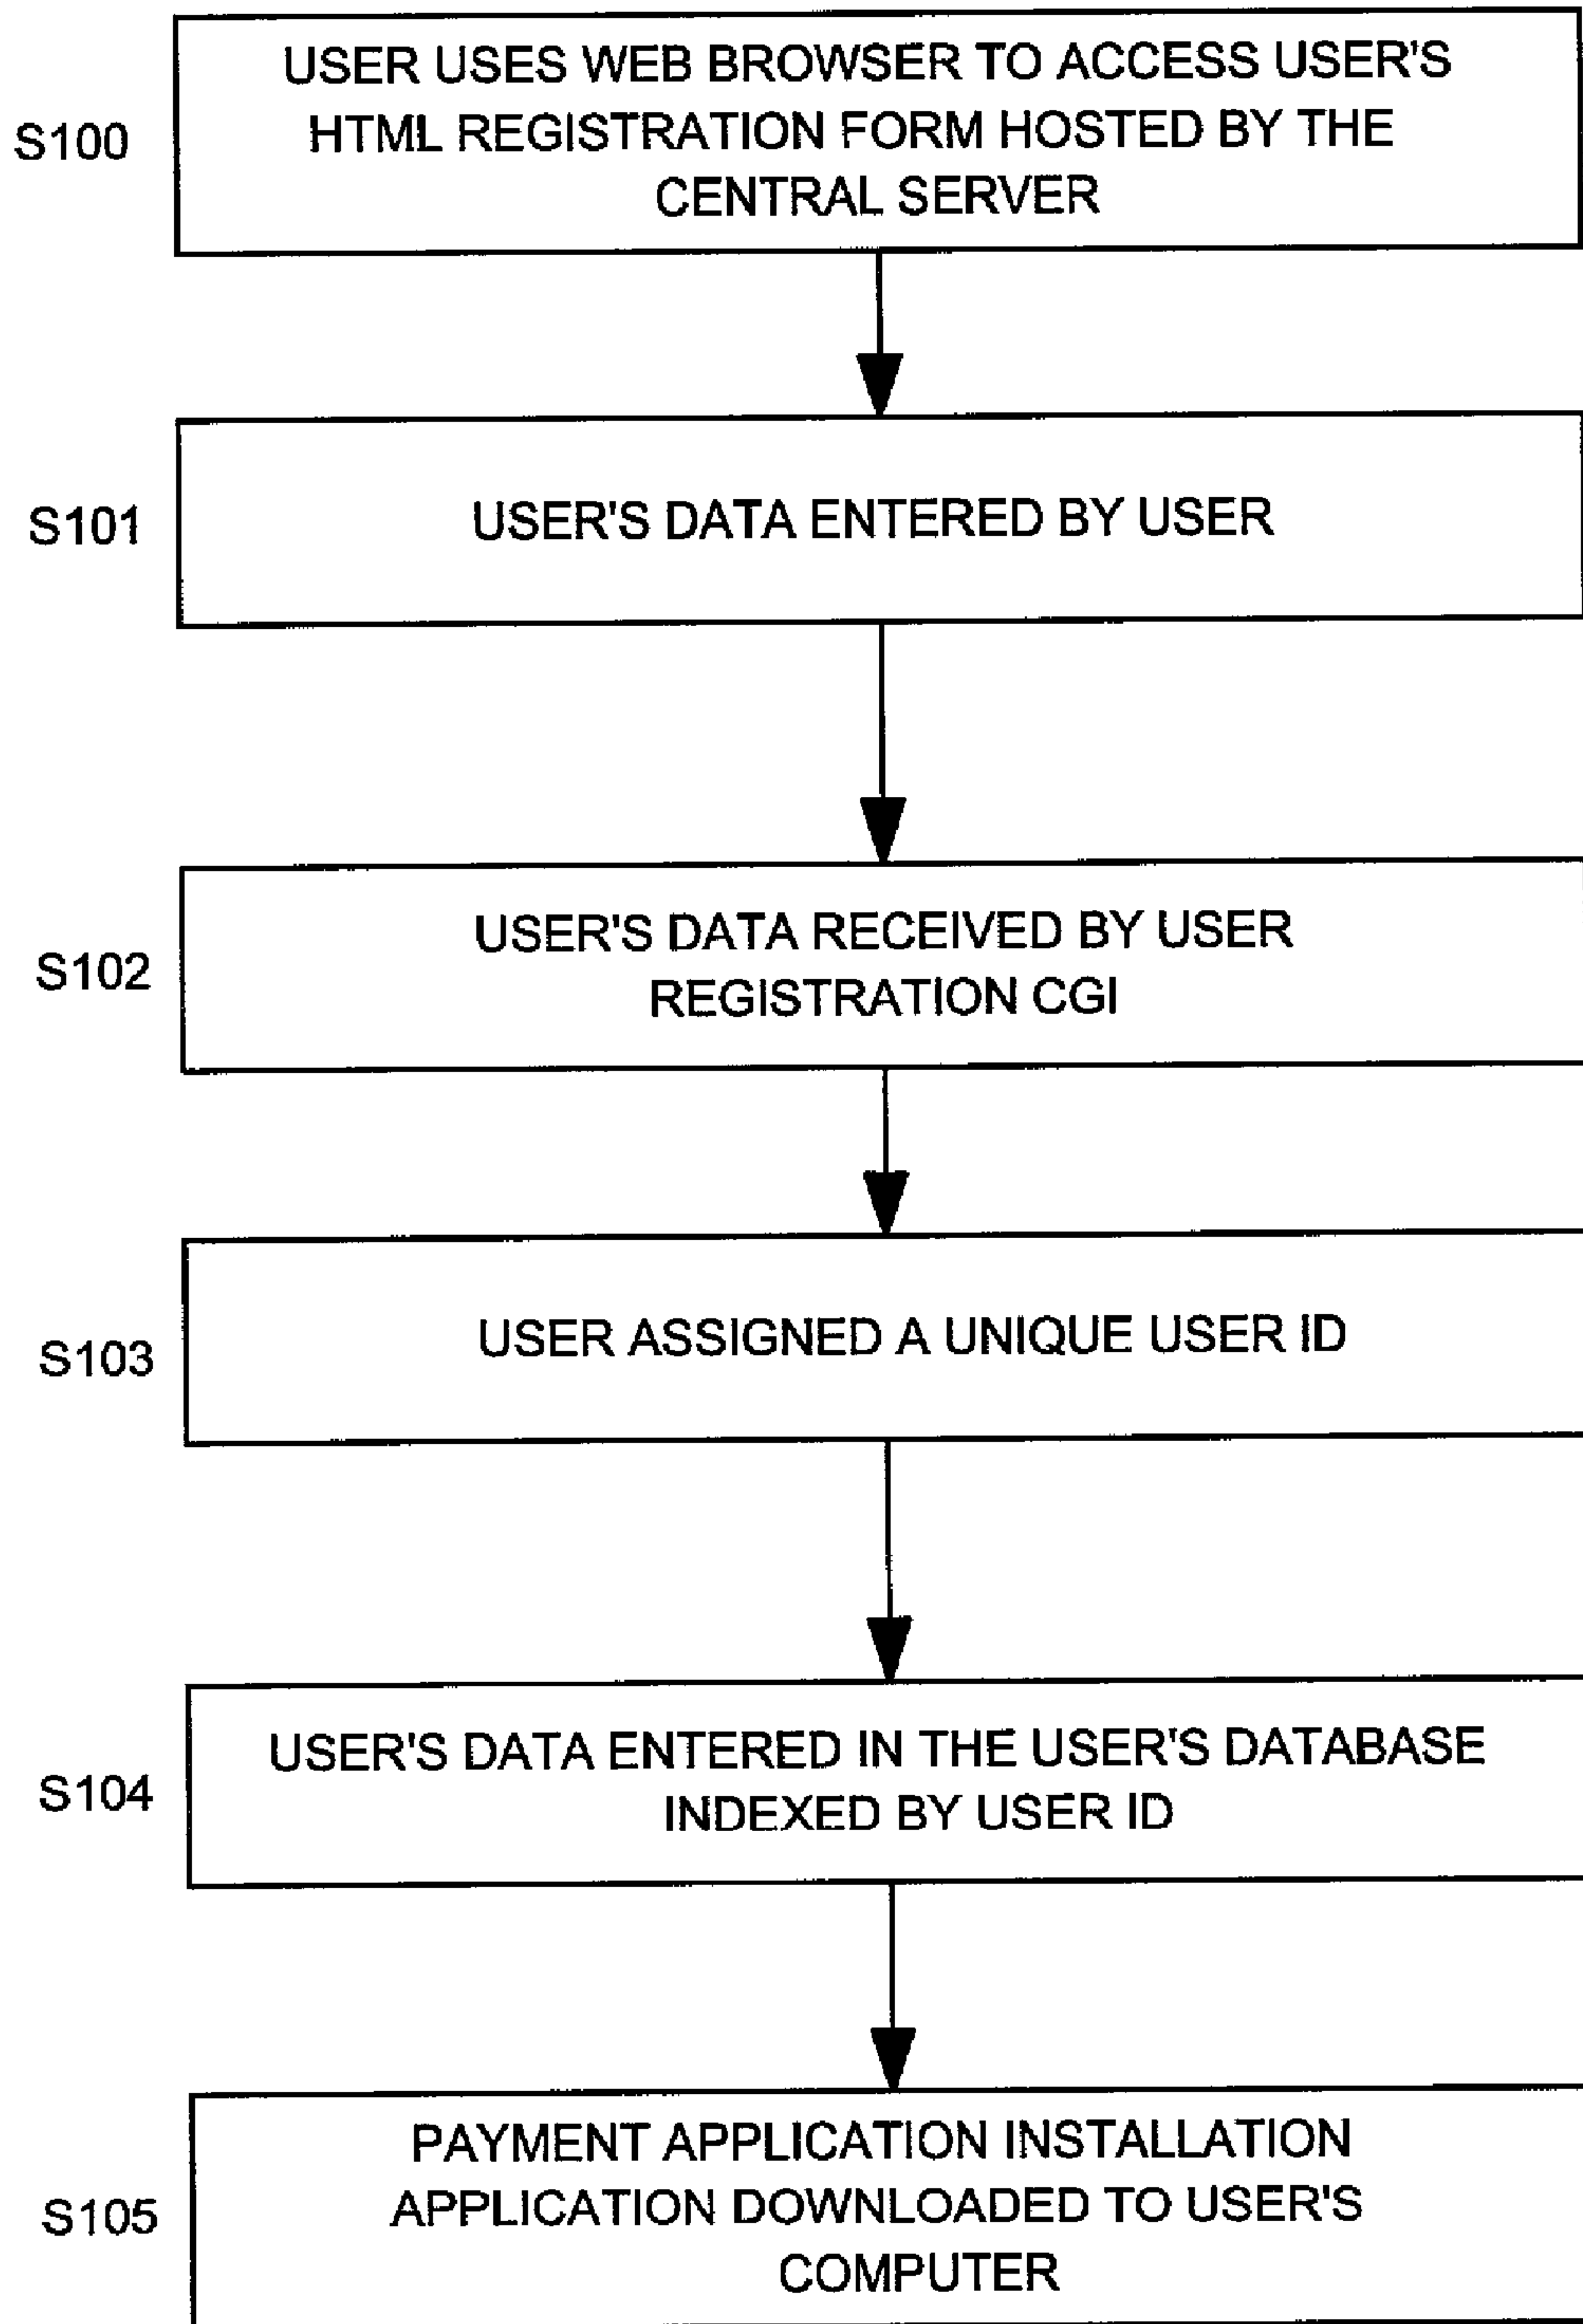 USER USES WEB BROWSER TO ACCESS USER'S
S100
HTML REGISTRATION FORM HOSTED BY THE
CENTRAL SERVER
S101
USER'S DATA ENTERED BY USER
USER'S DATA RECEIVED BY USER
S102
REGISTRATION CGI
S103
USER ASSIGNED A UNIQUE USER ID
USER'S DATA ENTERED IN THE USER'S DATABASE
S104
INDEXED BY USER ID
PAYMENT APPLICATION INSTALLATION
S105
APPLICATION DOWNLOADED TO USER'S
COMPUTER